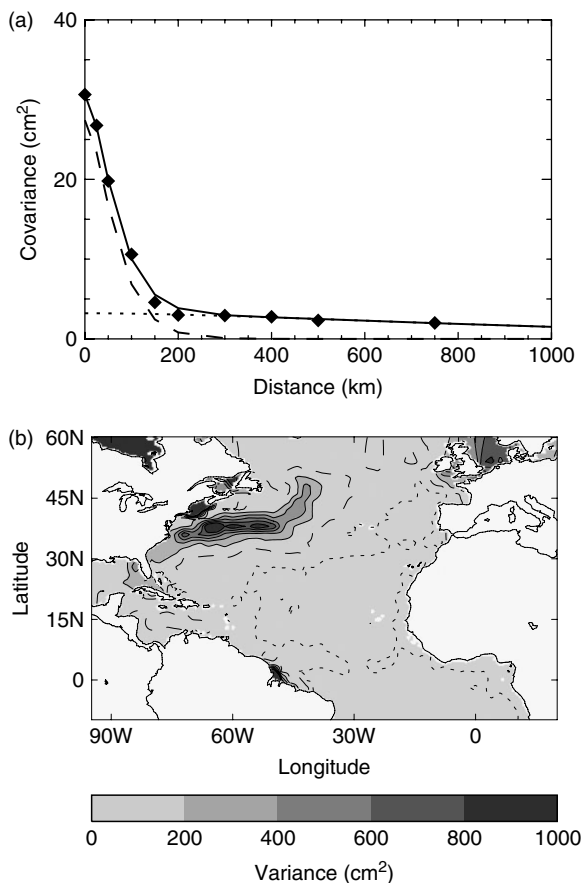 (a)
40
20
0
Covariance (cm²)
0 200 400 600 800 1000
Distance (km)
(b)
60N
45N
30N
15N
0
Latitude
90W 60W 30W 0
Longitude
0 200 400 600 800 1000
Variance (cm²)